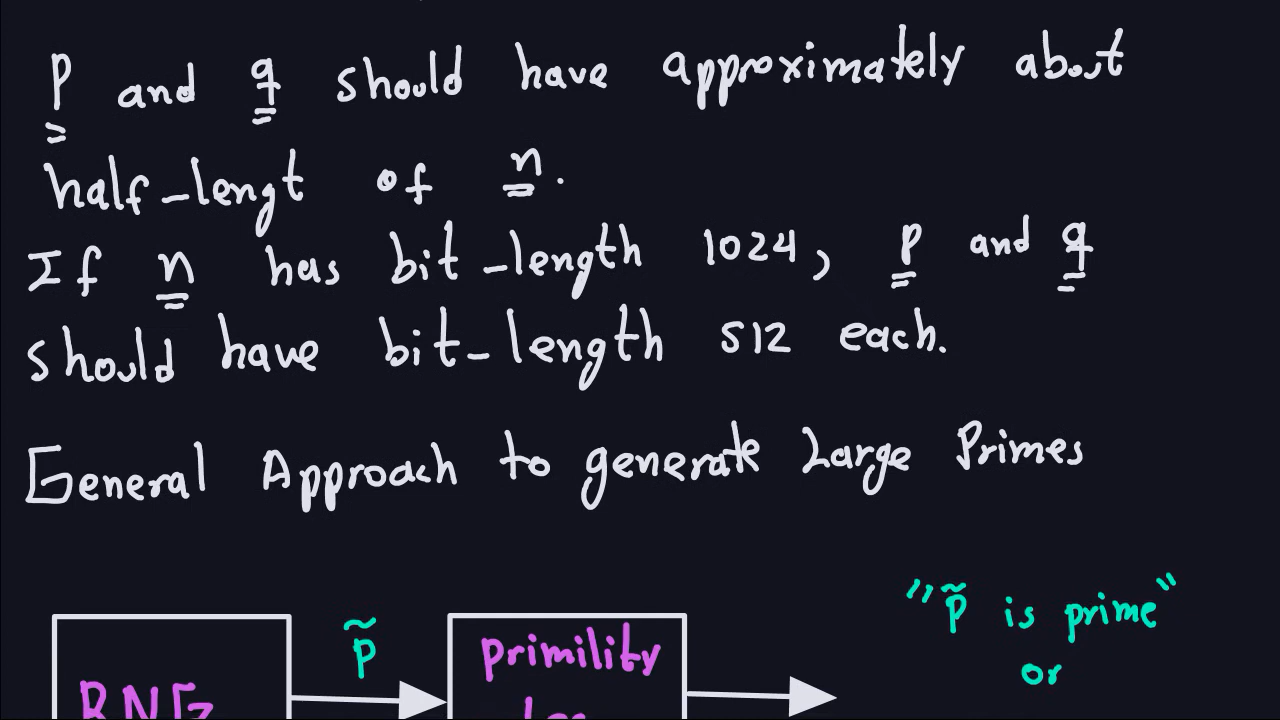 p and q should have approximately about
half-lengt of n.
If n has bit-length 1024, p and q
should have bit-length 512 each.
General Approach to generate Large Primes
"p̃ is prime"
p̃ primility
or
RNG